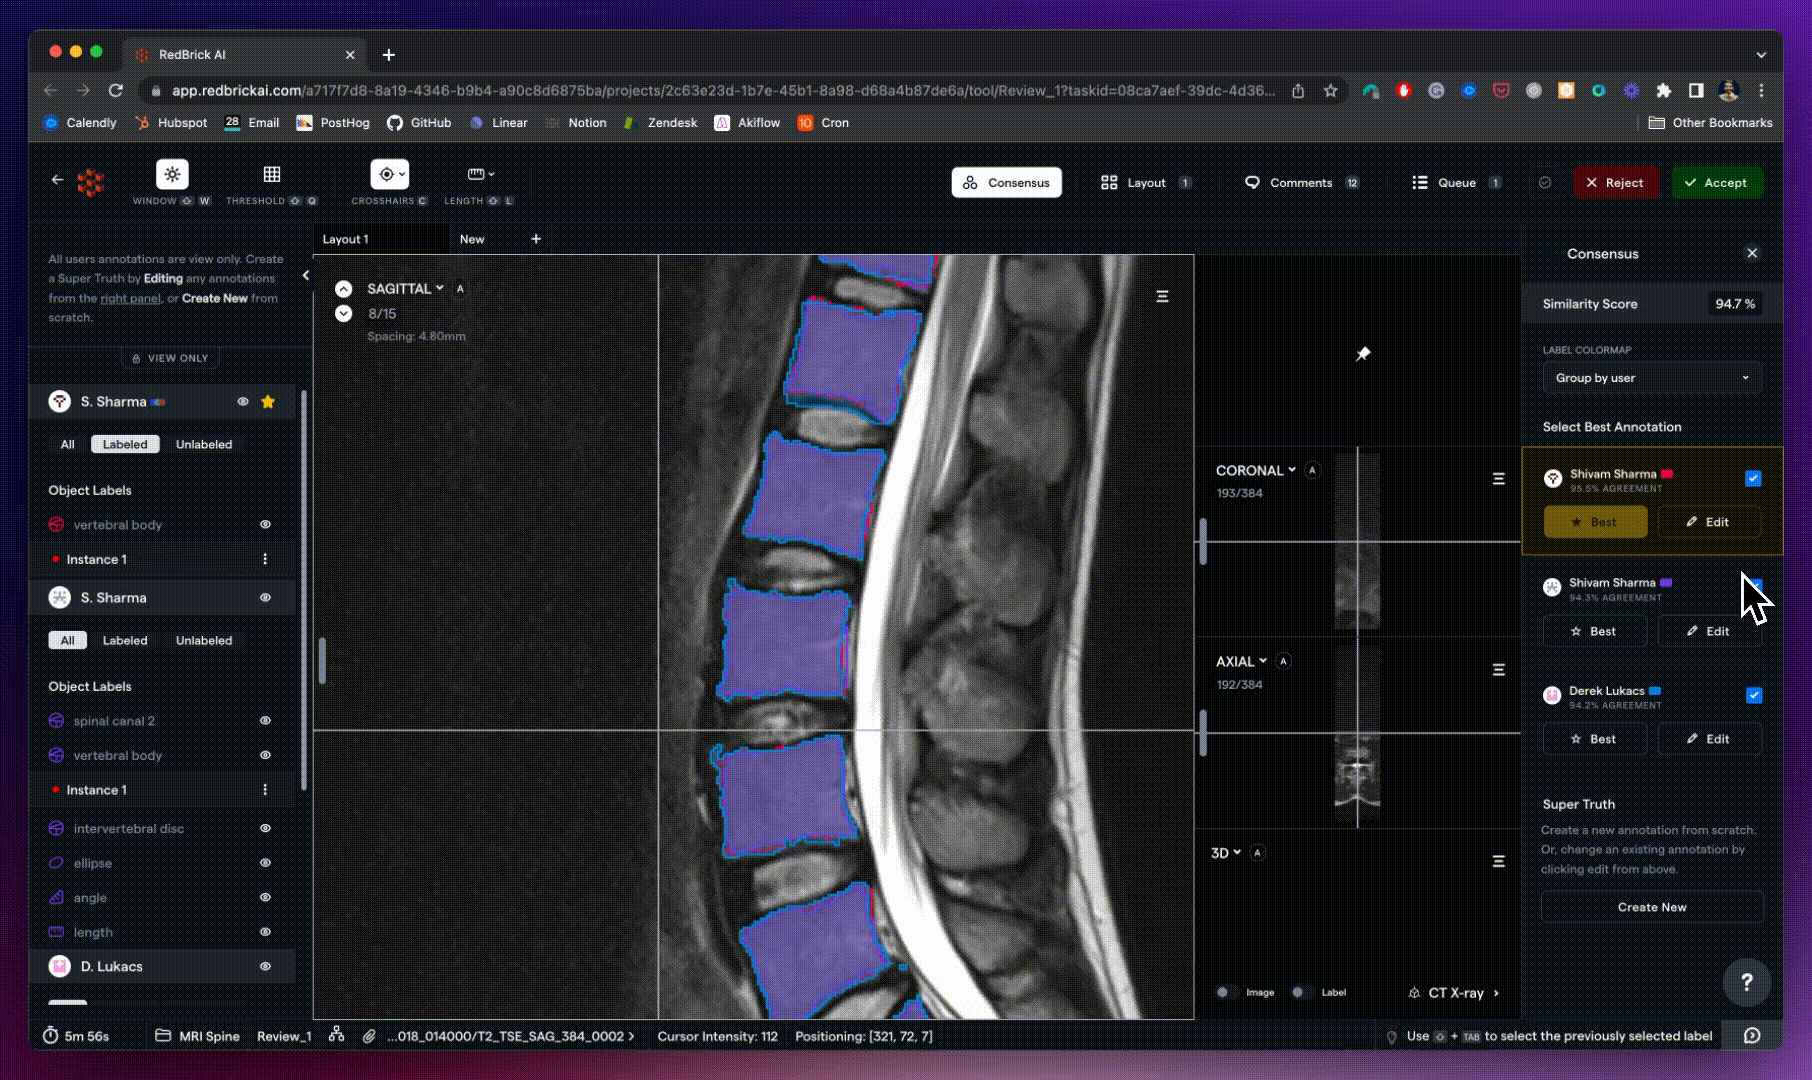 RedBrick AI
app.redbrickai.com/a717f7d8-8a19-4346-b9b4-a90c8d6875ba/projects/2c63e23d-1b7e-45b1-8a98-d68a4b87de6a/tool/Review_1?taskid=08ca7aef-39dc-4d36...
Calendly
Hubspot
28 Email
PostHog
GitHub
Linear
Notion
Zendesk
Akiflow
10 Cron
Other Bookmarks
WINDOW W
THRESHOLD Q
CROSSHAIRS C
LENGTH L
Consensus
Layout 1
Comments 12
Queue 1
Reject
Accept
All users annotations are view only. Create
a Super Truth by Editing any annotations
from the right panel, or Create New from
scratch.
VIEW ONLY
S. Sharma
All Labeled Unlabeled
Object Labels
vertebral body
Instance 1
S. Sharma
All Labeled Unlabeled
Object Labels
spinal canal 2
vertebral body
Instance 1
intervertebral disc
ellipse
angle
length
D. Lukacs
Layout 1
New
SAGITTAL A
8/15
Spacing: 4.80mm
CORONAL A
193/384
AXIAL A
192/384
3D A
Image
Label
CT X-ray
Consensus
Similarity Score 94.7 %
LABEL COLORMAP
Group by user
Select Best Annotation
Shivam Sharma
95.5% AGREEMENT
Best Edit
Shivam Sharma
94.3% AGREEMENT
Best Edit
Derek Lukacs
94.2% AGREEMENT
Best Edit
Super Truth
Create a new annotation from scratch.
Or, change an existing annotation by
clicking edit from above.
Create New
?
5m 56s
MRI Spine
Review_1
...018_014000/T2_TSE_SAG_384_0002
Cursor Intensity: 112
Positioning: [321, 72, 7]
Use + TAB to select the previously selected label